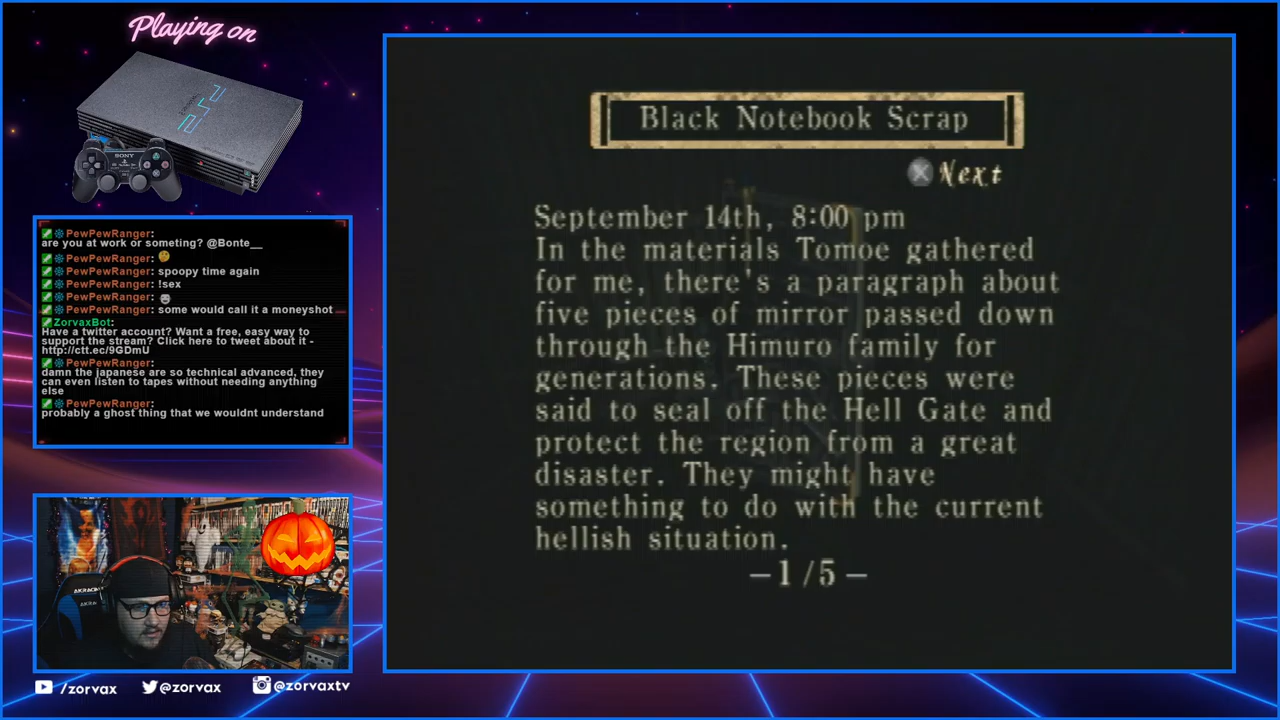 Playing on
SONY
PewPewRanger:
are you at work or someting? @Bonte__
PewPewRanger:
PewPewRanger: spoopy time again
PewPewRanger: !sex
PewPewRanger:
PewPewRanger: some would call it a moneyshot
ZorvaxBot:
Have a twitter account? Want a free, easy way to
support the stream? Click here to tweet about it -
http://ctt.ec/9GDmU
PewPewRanger:
damn the japanese are so technical advanced, they
can even listen to tapes without needing anything
else
PewPewRanger:
probably a ghost thing that we wouldnt understand
AKRACING
/zorvax
@zorvax
@zorvaxtv
Black Notebook Scrap
Next
September 14th, 8:00 pm
In the materials Tomoe gathered
for me, there's a paragraph about
five pieces of mirror passed down
through the Himuro family for
generations. These pieces were
said to seal off the Hell Gate and
protect the region from a great
disaster. They might have
something to do with the current
hellish situation.
-1/5-